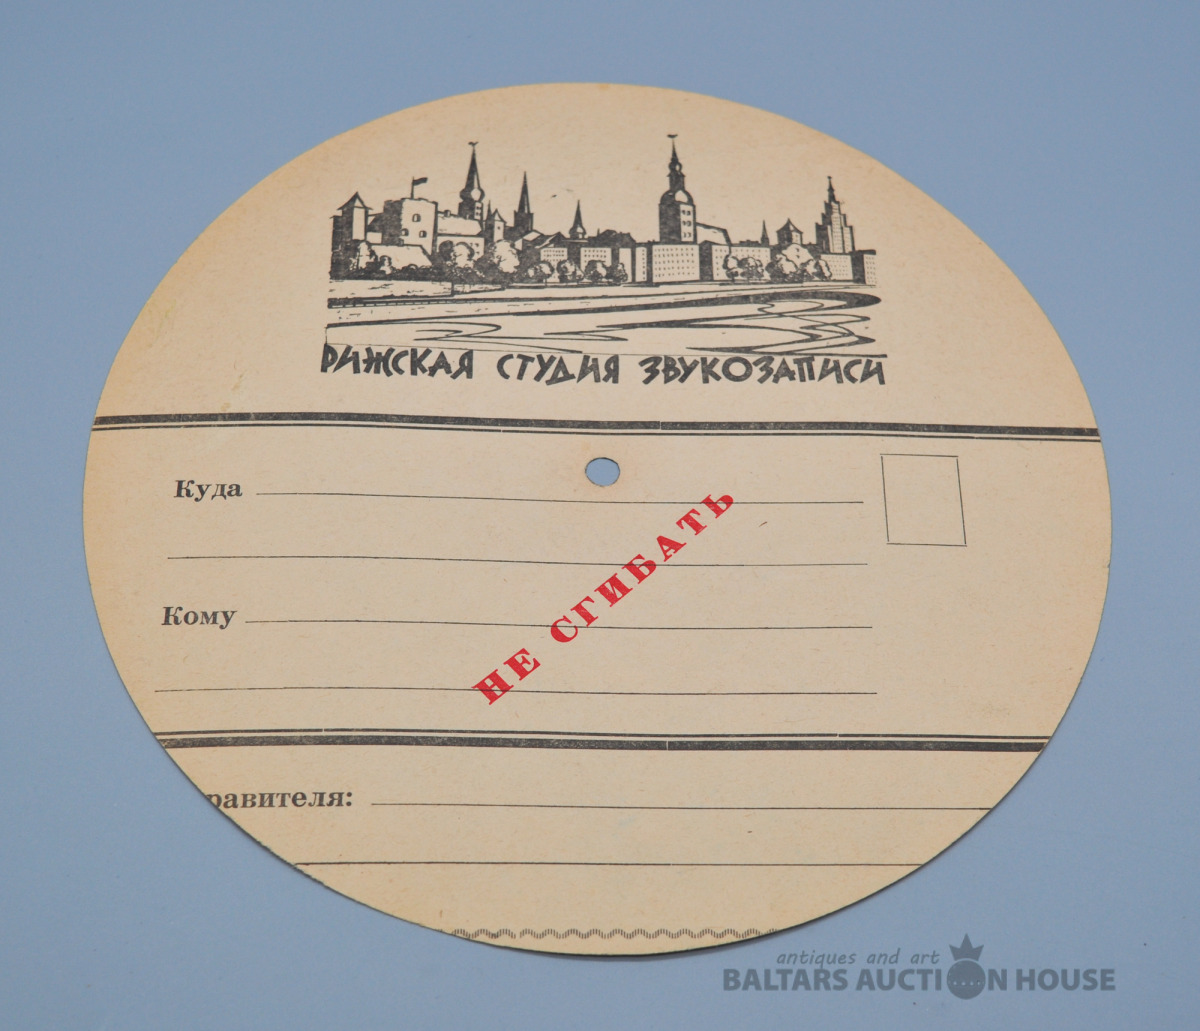 РИЖСКАЯ СТУДИЯ ЗВУКОЗАПИСИ
Куда
НЕ СГИБАТЬ
Кому
равителя:
antiques and art
BALTARS AUCTION HOUSE